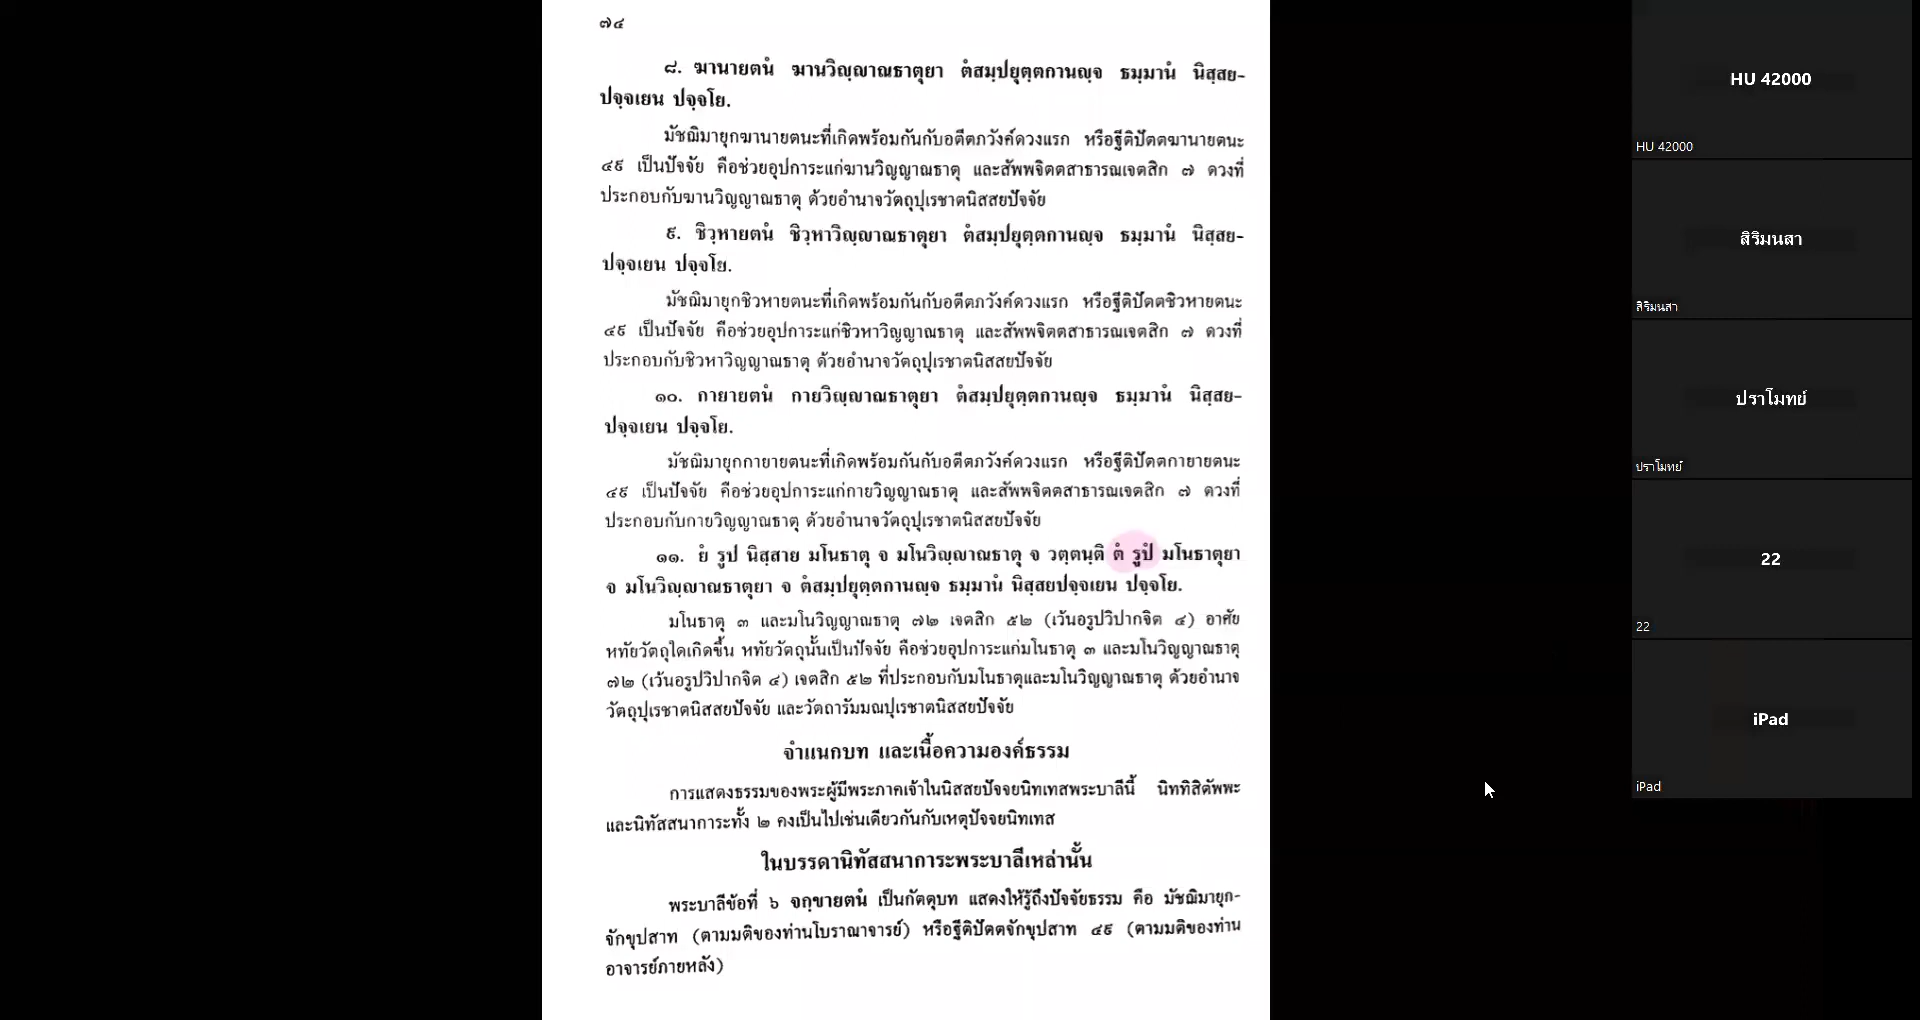 ๗๔
๘. ฆานายตนํ ฆานวิญฺญาณธาตุยา ตํสมฺปยุตฺตกานญฺจ ธมฺมานํ นิสฺสย-
ปจฺจเยน ปจฺจโย.
มัชฌิมายุกฆานายตนะที่เกิดพร้อมกันกับอดีตภวังค์ดวงแรก หรือฐีติปัตตฆานายตนะ
๔๙ เป็นปัจจัย คือช่วยอุปการะแก่ฆานวิญญาณธาตุ และสัพพจิตตสาธารณเจตสิก ๗ ดวงที่
ประกอบกับฆานวิญญาณธาตุ ด้วยอำนาจวัตถุปุเรชาตนิสสยปัจจัย
๙. ชิวฺหายตนํ ชิวฺหาวิญฺญาณธาตุยา ตํสมฺปยุตฺตกานญฺจ ธมฺมานํ นิสฺสย-
ปจฺจเยน ปจฺจโย.
มัชฌิมายุกชิวหายตนะที่เกิดพร้อมกันกับอดีตภวังค์ดวงแรก หรือฐีติปัตตชิวหายตนะ
๔๙ เป็นปัจจัย คือช่วยอุปการะแก่ชิวหาวิญญาณธาตุ และสัพพจิตตสาธารณเจตสิก ๗ ดวงที่
ประกอบกับชิวหาวิญญาณธาตุ ด้วยอำนาจวัตถุปุเรชาตนิสสยปัจจัย
๑๐. กายายตนํ กายวิญฺญาณธาตุยา ตํสมฺปยุตฺตกานญฺจ ธมฺมานํ นิสฺสย-
ปจฺจเยน ปจฺจโย.
มัชฌิมายุกกายายตนะที่เกิดพร้อมกันกับอดีตภวังค์ดวงแรก หรือฐีติปัตตกายายตนะ
๔๙ เป็นปัจจัย คือช่วยอุปการะแก่กายวิญญาณธาตุ และสัพพจิตตสาธารณเจตสิก ๗ ดวงที่
ประกอบกับกายวิญญาณธาตุ ด้วยอำนาจวัตถุปุเรชาตนิสสยปัจจัย
๑๑. ยํ รูป นิสฺสาย มโนธาตุ จ มโนวิญฺญาณธาตุ จ วตฺตนฺติ ตํ รูปํ มโนธาตุยา
จ มโนวิญฺญาณธาตุยา จ ตํสมฺปยุตฺตกานญฺจ ธมฺมานํ นิสฺสยปจฺจเยน ปจฺจโย.
มโนธาตุ ๓ และมโนวิญญาณธาตุ ๗๒ เจตสิก ๕๒ (เว้นอรูปวิปากจิต ๔) อาศัย
หทัยวัตถุใดเกิดขึ้น หทัยวัตถุนั้นเป็นปัจจัย คือช่วยอุปการะแก่มโนธาตุ ๓ และมโนวิญญาณธาตุ
๗๒ (เว้นอรูปวิปากจิต ๔) เจตสิก ๕๒ ที่ประกอบกับมโนธาตุและมโนวิญญาณธาตุ ด้วยอำนาจ
วัตถุปุเรชาตนิสสยปัจจัย และวัตถารัมมณปุเรชาตนิสสยปัจจัย
จำแนกบท และเนื้อความองค์ธรรม
การแสดงธรรมของพระผู้มีพระภาคเจ้าในนิสสยปัจจยนิทเทสพระบาลีนี้ นิททิสิตัพพะ
และนิทัสสนาการะทั้ง ๒ คงเป็นไปเช่นเดียวกันกับเหตุปัจจยนิทเทส
ในบรรดานิทัสสนาการะพระบาลีเหล่านั้น
พระบาลีข้อที่ ๖ จกฺขายตนํ เป็นกัตตุบท แสดงให้รู้ถึงปัจจัยธรรม คือ มัชฌิมายุก-
จักขุปสาท (ตามมติของท่านโบราณาจารย์) หรือฐีติปัตตจักขุปสาท ๔๙ (ตามมติของท่าน
อาจารย์ภายหลัง)
HU 42000
HU 42000
สิริมนสา
สิริมนสา
ปราโมทย์
ปราโมทย์
22
22
iPad
iPad